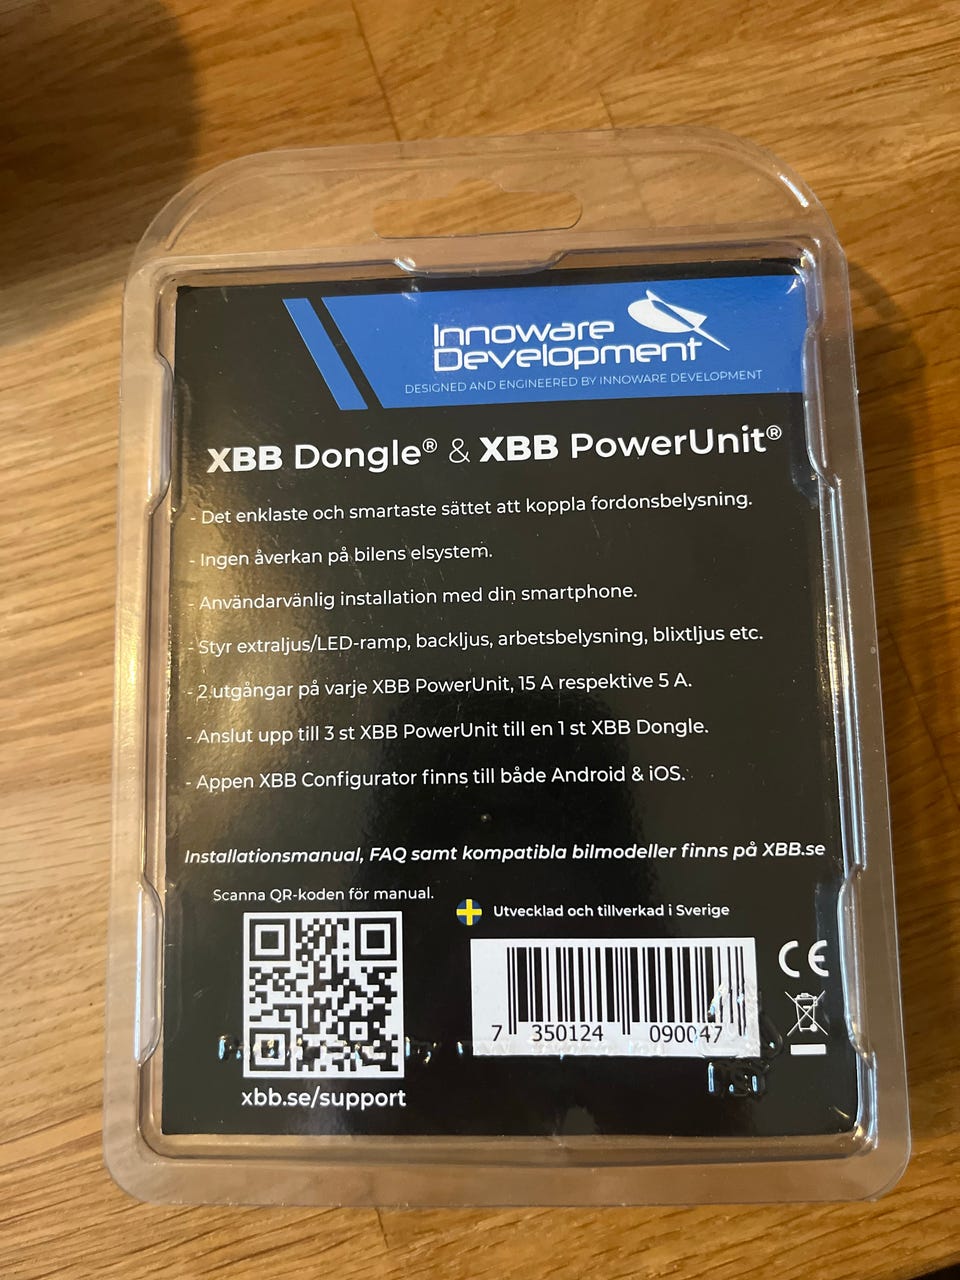 Innoware
Development
DESIGNED AND ENGINEERED BY INNOWARE DEVELOPMENT
XBB Dongle® & XBB PowerUnit®
- Det enklaste och smartaste sättet att koppla fordonsbelysning.
- Ingen åverkan på bilens elsystem.
- Användarvänlig installation med din smartphone.
- Styr extraljus/LED-ramp, backljus, arbetsbelysning, blixtljus etc.
- 2 utgångar på varje XBB PowerUnit, 15 A respektive 5 A.
- Anslut upp till 3 st XBB PowerUnit till en 1 st XBB Dongle.
- Appen XBB Configurator finns till både Android & iOS.
Installationsmanual, FAQ samt kompatibla bilmodeller finns på XBB.se
Scanna QR-koden för manual.
Utvecklad och tillverkad i Sverige
CE
7 350124 090047
xbb.se/support